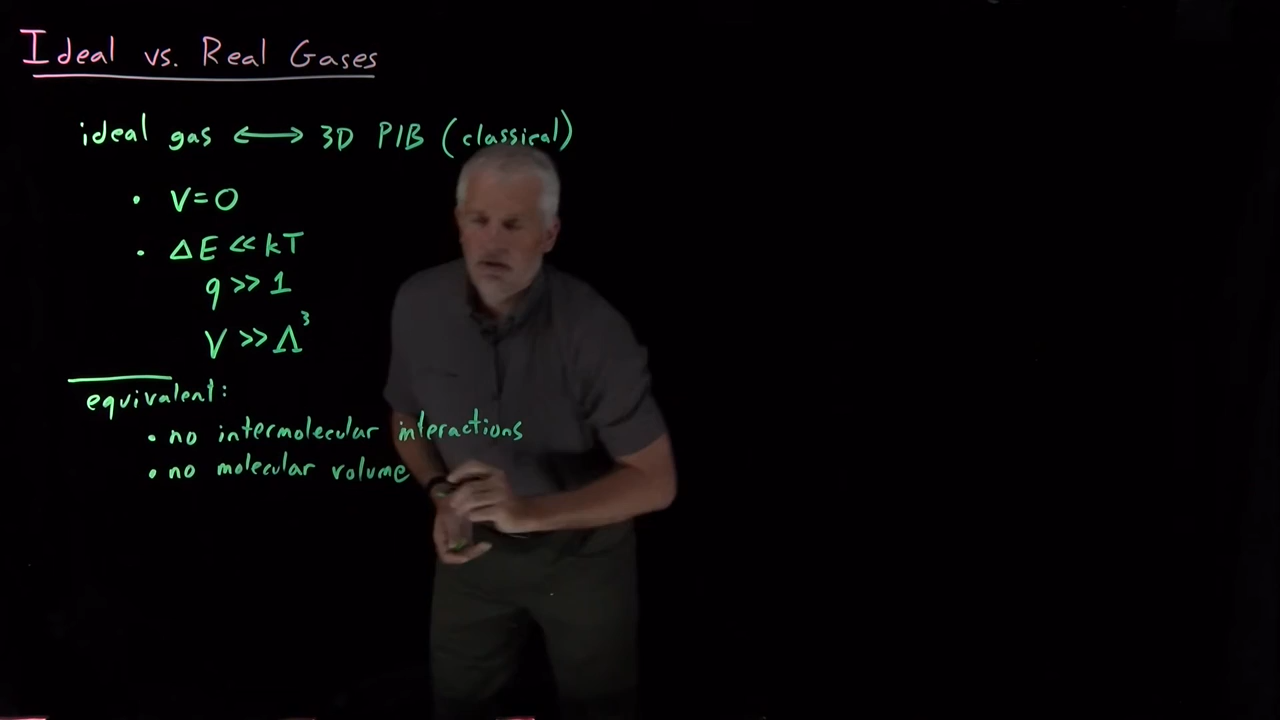 Ideal vs. Real Gases
ideal gas ⟷ 3D PIB (classical)
• V=0
• ΔE << kT
q >> 1
V >> Λ³
equivalent:
• no intermolecular interactions
• no molecular volume